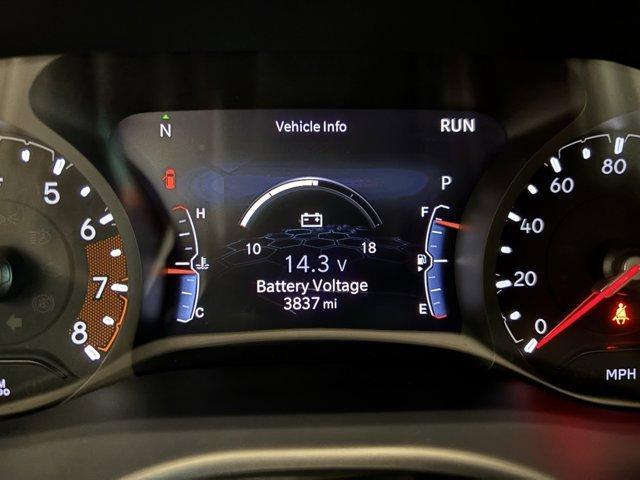 N
Vehicle Info
RUN
P
H
C
F
E
10
18
14.3 V
Battery Voltage
3837 mi
5
6
7
8
0
20
40
60
80
MPH